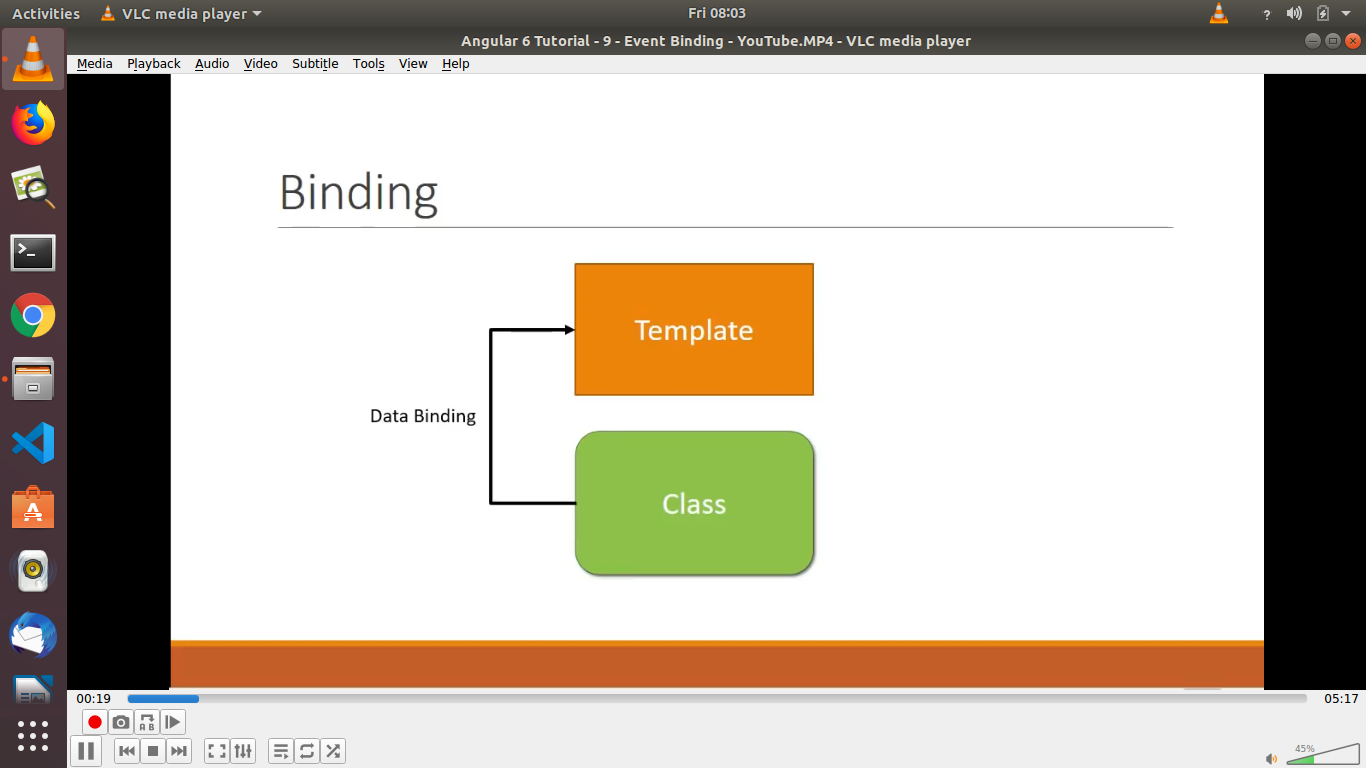 Activities VLC media player Fri 08:03 ?
Angular 6 Tutorial - 9 - Event Binding - YouTube.MP4 - VLC media player
Media Playback Audio Video Subtitle Tools View Help
Binding
Template
Data Binding
Class
00:19 05:17
A B
45%